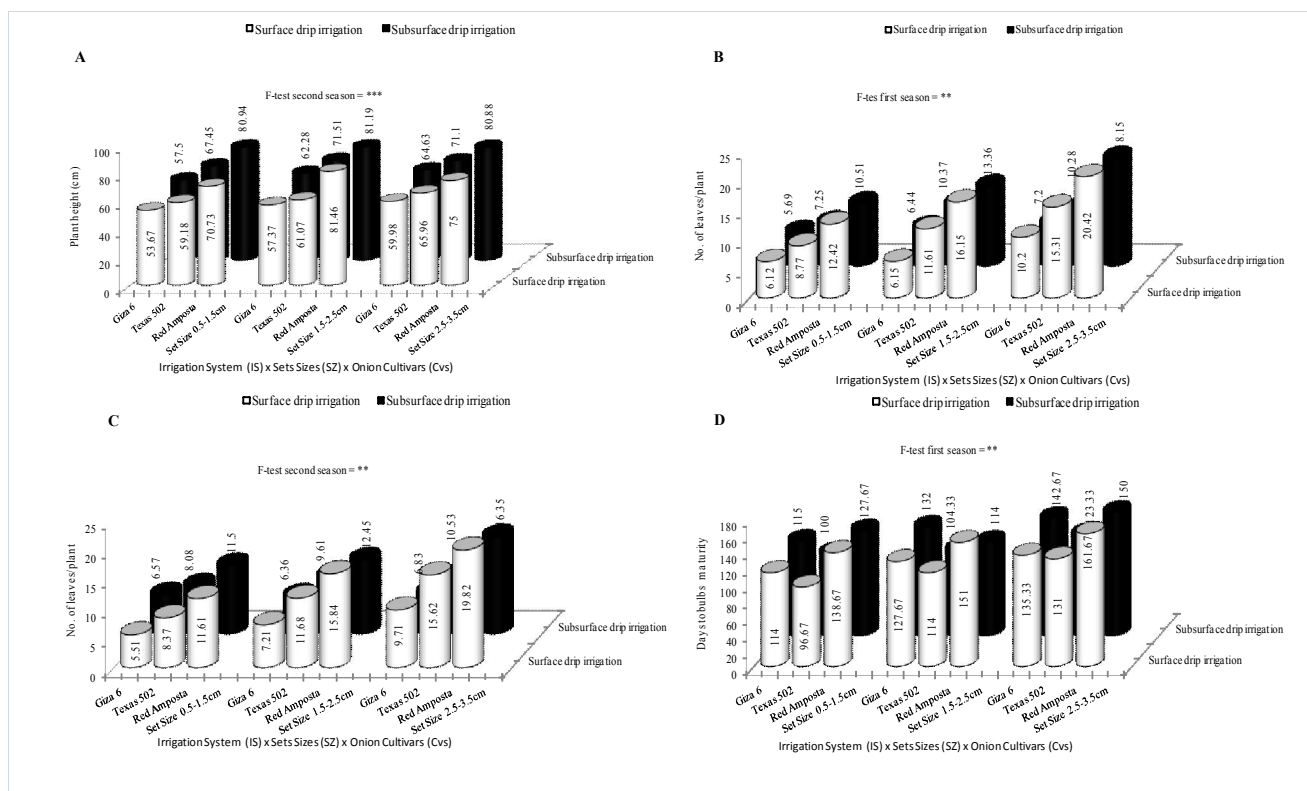 Surface drip irrigation Subsurface drip irrigation
A
F-test second season = ***
Plant height (cm)
100
80
60
40
20
0
53.67 59.18 70.73 57.37 61.07 81.46 59.98 65.96 75
57.5 67.45 80.94 62.28 71.51 81.19 64.63 71.1 80.88
Subsurface drip irrigation
Surface drip irrigation
Giza 6 Texas 502 Red Amposta Set Size 0.5-1.5cm Giza 6 Texas 502 Red Amposta Set Size 1.5-2.5cm Giza 6 Texas 502 Red Amposta Set Size 2.5-3.5cm
Irrigation System (IS) x Sets Sizes (SZ) x Onion Cultivars (Cvs)
Surface drip irrigation Subsurface drip irrigation
B
F-tes first season = **
No. of leaves/plant
25
20
15
10
5
0
6.12 8.77 12.42 6.15 11.61 16.15 10.2 15.31 20.42
5.69 7.25 10.51 6.44 10.37 13.36 7.2 10.28 8.15
Subsurface drip irrigation
Surface drip irrigation
Giza 6 Texas 502 Red Amposta Set Size 0.5-1.5cm Giza 6 Texas 502 Red Amposta Set Size 1.5-2.5cm Giza 6 Texas 502 Red Amposta Set Size 2.5-3.5cm
Irrigation System (IS) x Sets Sizes (SZ) x Onion Cultivars (Cvs)
Surface drip irrigation Subsurface drip irrigation
C
F-test second season = **
No. of leaves/plant
25
20
15
10
5
0
5.51 8.37 11.61 7.21 11.68 15.84 9.71 15.62 19.82
6.57 8.08 11.5 6.36 9.61 12.45 6.83 10.53 6.35
Subsurface drip irrigation
Surface drip irrigation
Giza 6 Texas 502 Red Amposta Set Size 0.5-1.5cm Giza 6 Texas 502 Red Amposta Set Size 1.5-2.5cm Giza 6 Texas 502 Red Amposta Set Size 2.5-3.5cm
Irrigation System (IS) x Sets Sizes (SZ) x Onion Cultivars (Cvs)
Surface drip irrigation Subsurface drip irrigation
D
F-test first season = **
Days to bulbs maturity
180
160
140
120
100
80
60
40
20
0
114 96.67 138.67 127.67 114 151 135.33 131 161.67
115 100 127.67 132 104.33 114 142.67 23.33 150
Subsurface drip irrigation
Surface drip irrigation
Giza 6 Texas 502 Red Amposta Set Size 0.5-1.5cm Giza 6 Texas 502 Red Amposta Set Size 1.5-2.5cm Giza 6 Texas 502 Red Amposta Set Size 2.5-3.5cm
Irrigation System (IS) x Sets Sizes (SZ) x Onion Cultivars (Cvs)